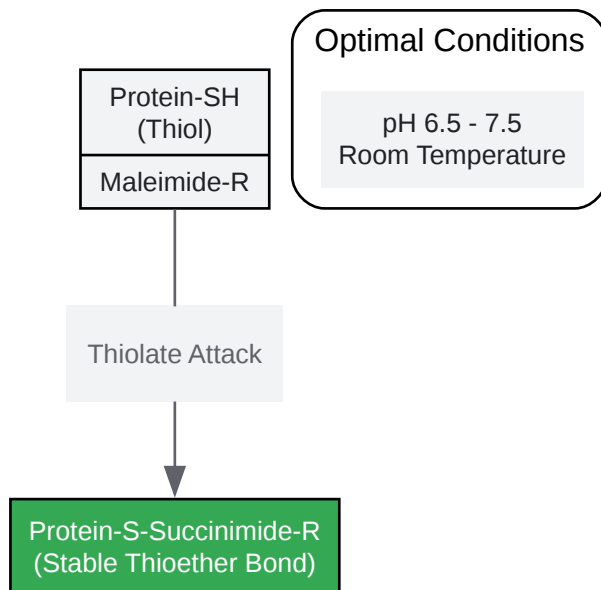 Optimal Conditions
Protein-SH
(Thiol)
Maleimide-R
pH 6.5 - 7.5
Room Temperature
Thiolate Attack
Protein-S-Succinimide-R
(Stable Thioether Bond)